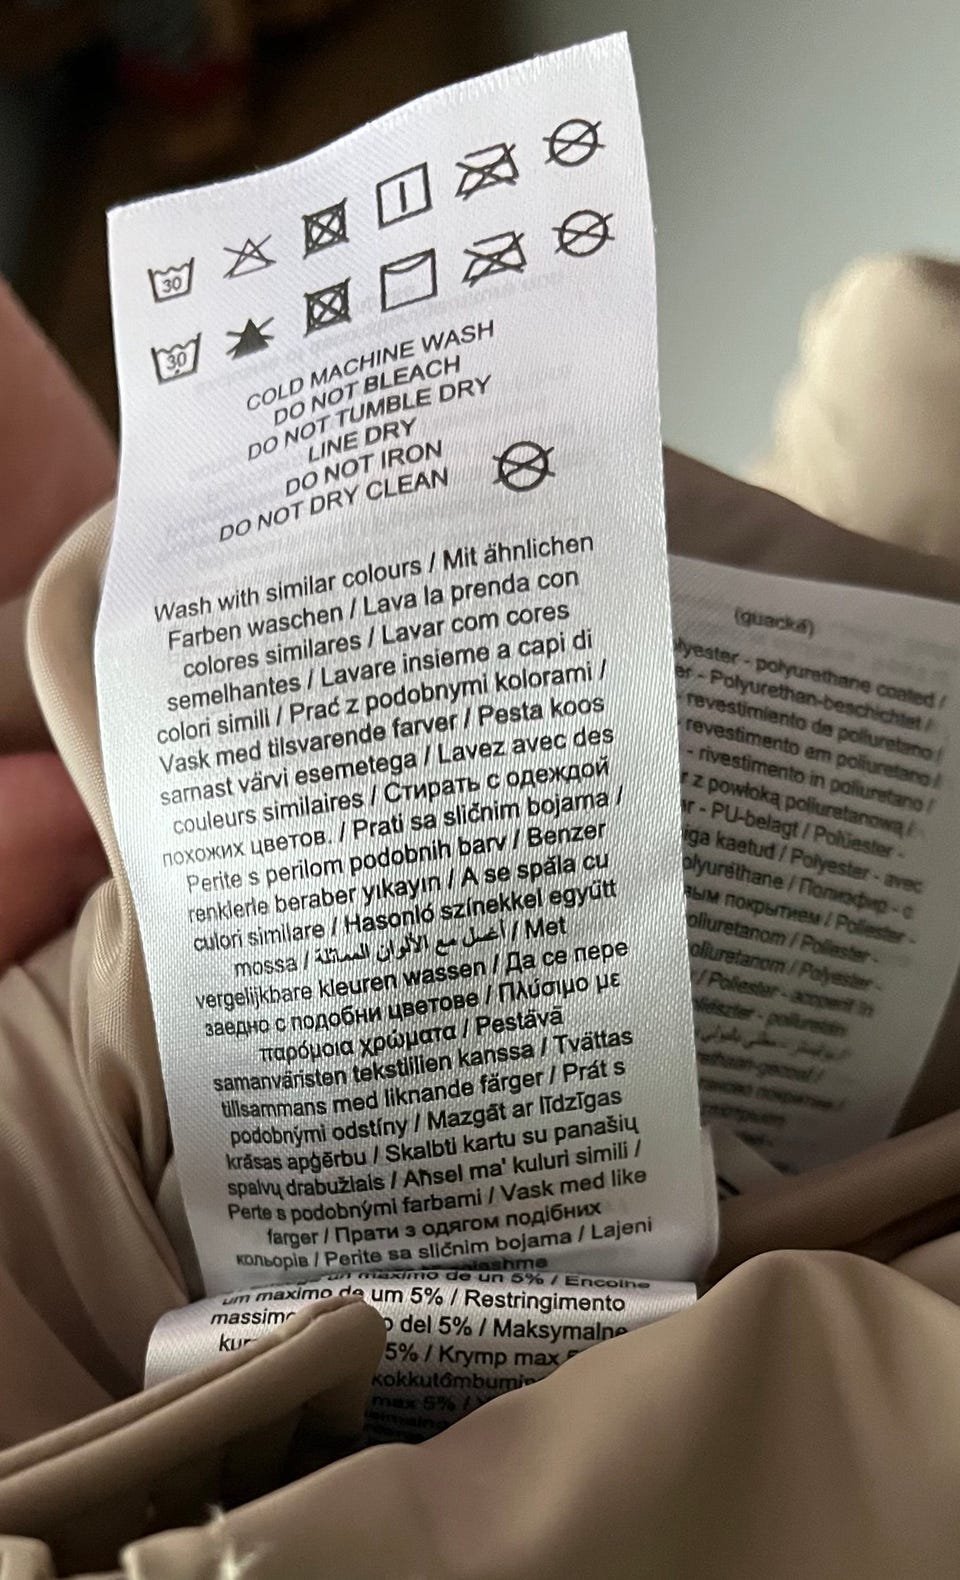 30
30
COLD MACHINE WASH
DO NOT BLEACH
DO NOT TUMBLE DRY
LINE DRY
DO NOT IRON
DO NOT DRY CLEAN
Wash with similar colours / Mit ähnlichen
Farben waschen / Lava la prenda con
colores similares / Lavar com cores
semelhantes / Lavare insieme a capi di
colori simili / Prać z podobnymi kolorami /
Vask med tilsvarende farver / Pesta koos
sarnast värvi esemetega / Lavez avec des
couleurs similaires / Стирать с одеждой
похожих цветов. / Prati sa sličnim bojama /
Perite s perilom podobnih barv / Benzer
renklerle beraber yıkayın / A se spăla cu
culori similare / Hasonló színekkel együtt
mossa / أغسل مع الألوان المماثلة / Met
vergelijkbare kleuren wassen / Да се пере
заедно с подобни цветове / Πλύσιμο με
παρόμοια χρώματα / Pestävä
samanväristen tekstiilien kanssa / Tvättas
tillsammans med liknande färger / Prát s
podobnými odstíny / Mazgāt ar līdzīgas
krāsas apģērbu / Skalbti kartu su panašių
spalvų drabužiais / Aħsel ma' kuluri simili /
Perte s podobnými farbami / Vask med like
farger / Прати з одягом подібних
кольорів / Perite sa sličnim bojama / Lajeni
un maximo de un 5% / Encolhe
um maximo de um 5% / Restringimento
massimo del 5% / Maksymalne
5% / Krymp max
kokkutõmbumine
max 5% /
(quacká)
polyurethane coated /
Polyurethan-beschichtet /
revestimiento de poliuretano /
revestimento em poliuretano /
- rivestimento in poliuretano /
z powłoką poliuretanową /
- PU-belagt / Polüester -
kaetud / Polyester - avec
/ Полиэфир - с
покрытием / Poliester -
/ Poliester -
/ Polyester -
/ Poliester -